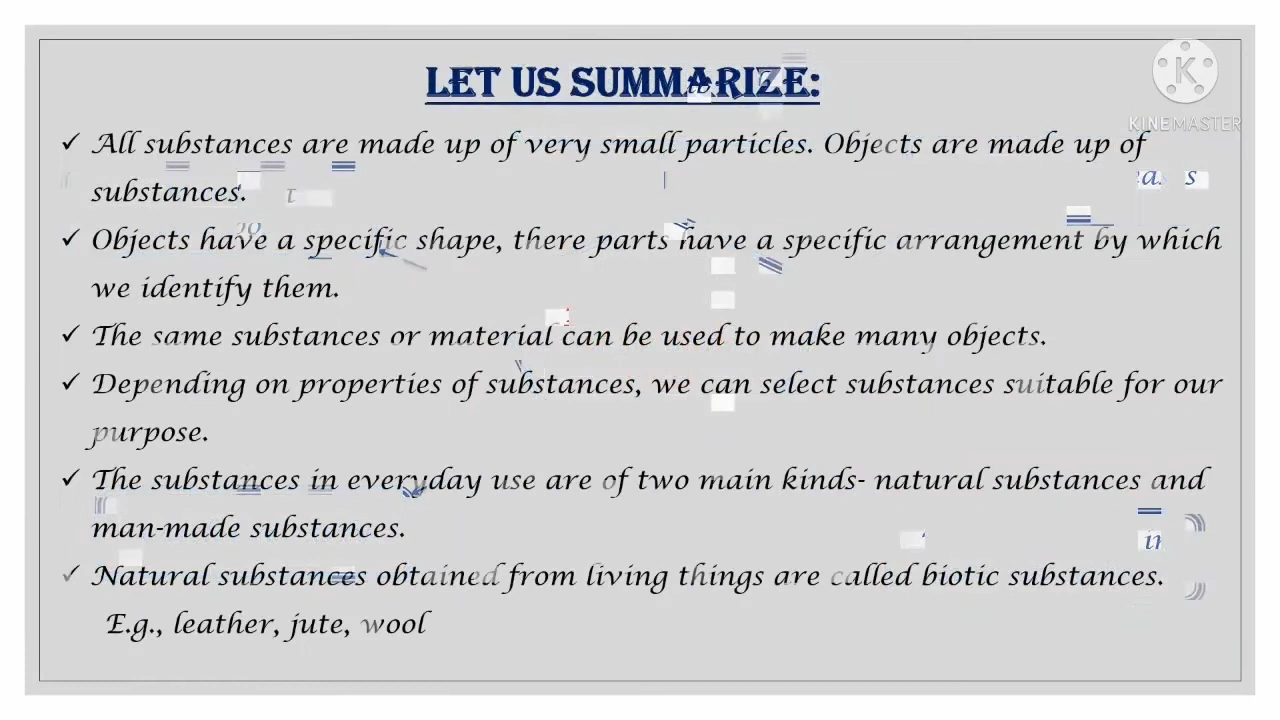 LET US SUMMARIZE:
K
KINEMASTER
✓ All substances are made up of very small particles. Objects are made up of
substances.
✓ Objects have a specific shape, there parts have a specific arrangement by which
we identify them.
✓ The same substances or material can be used to make many objects.
✓ Depending on properties of substances, we can select substances suitable for our
purpose.
✓ The substances in everyday use are of two main kinds- natural substances and
man-made substances.
✓ Natural substances obtained from living things are called biotic substances.
E.g., leather, jute, wool